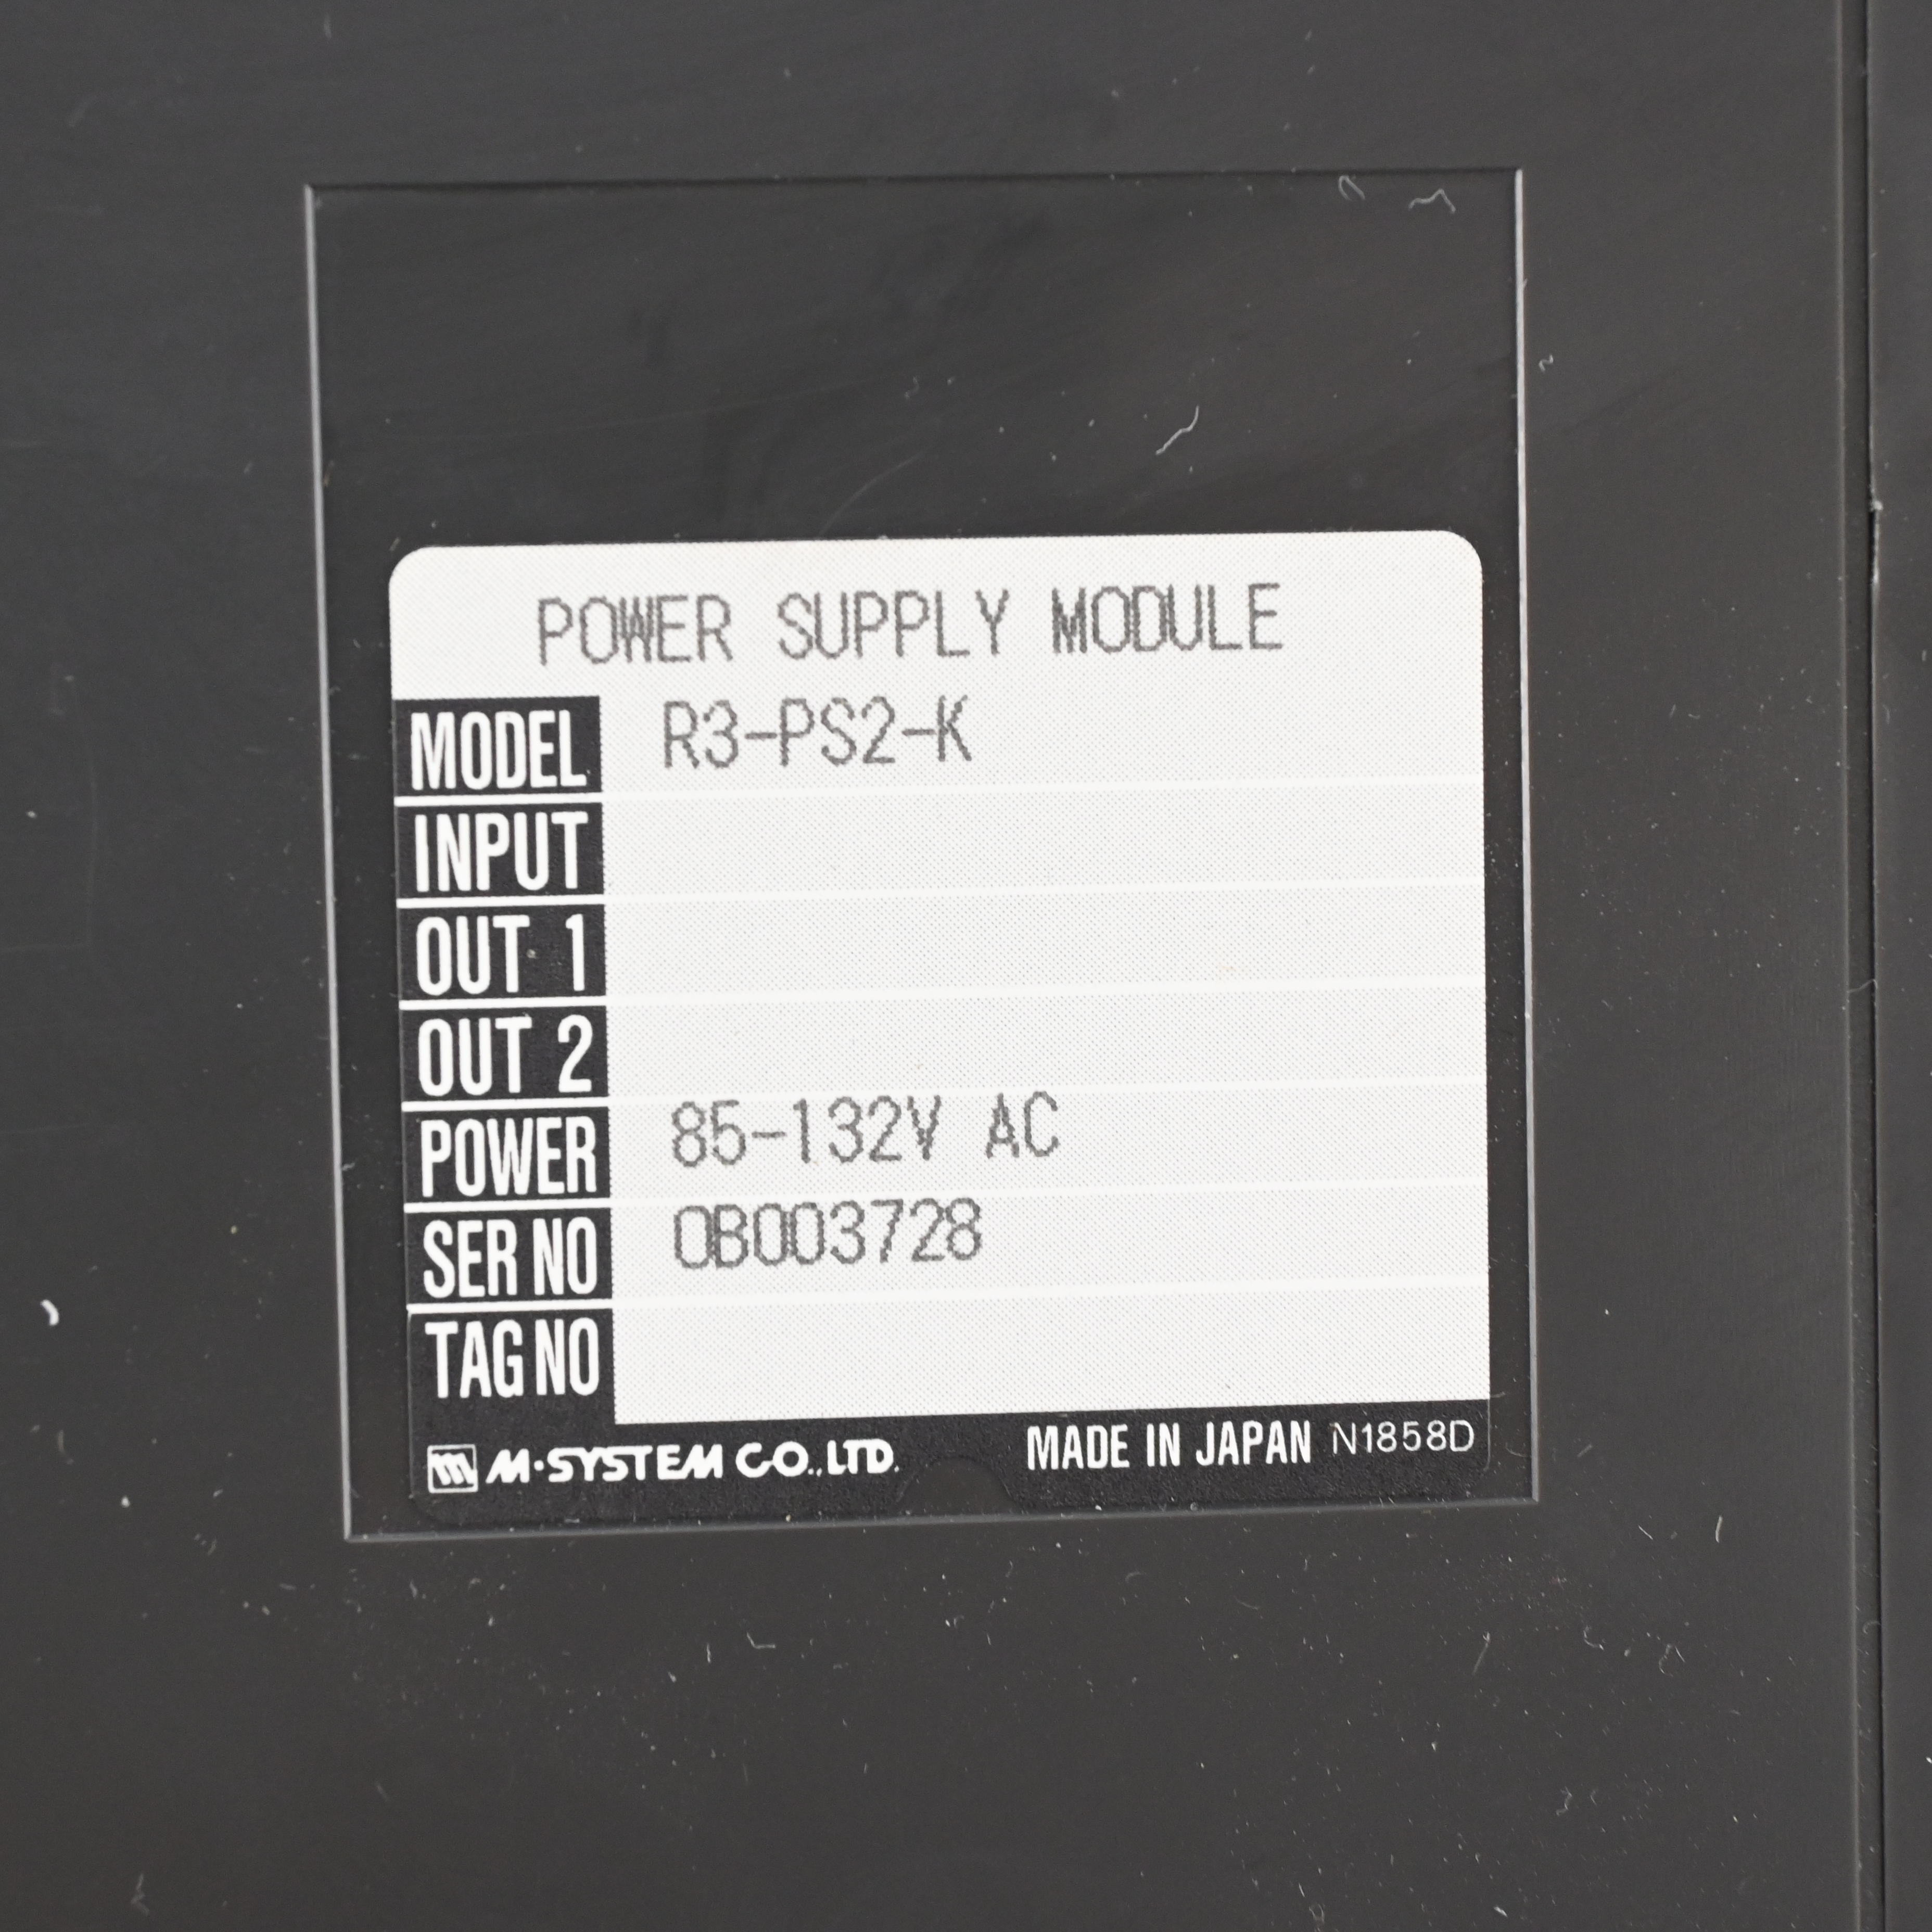 POWER SUPPLY MODULE
MODEL R3-PS2-K
INPUT
OUT 1
OUT 2
POWER 85-132V AC
SER NO OB003728
TAG NO
M·SYSTEM CO.,LTD. MADE IN JAPAN N1858D